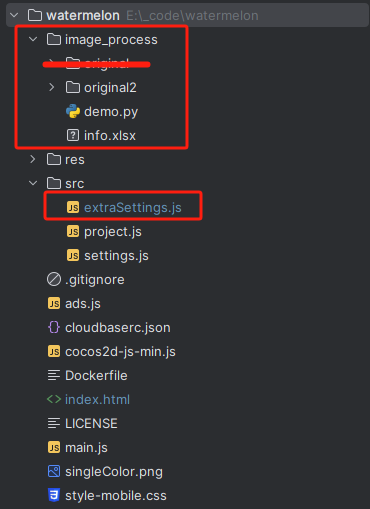 watermelon E:\_code\watermelon
image_process
original
original2
demo.py
info.xlsx
res
src
extraSettings.js
project.js
settings.js
.gitignore
ads.js
cloudbaserc.json
cocos2d-js-min.js
Dockerfile
index.html
LICENSE
main.js
singleColor.png
style-mobile.css